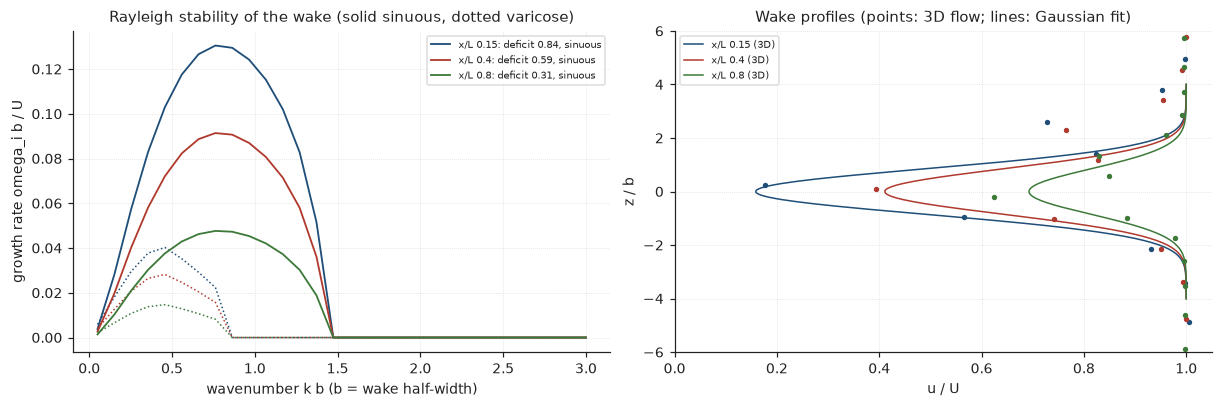 Rayleigh stability of the wake (solid sinuous, dotted varicose)
growth rate omega_i b / U
0.12
0.10
0.08
0.06
0.04
0.02
0.00
x/L 0.15: deficit 0.84, sinuous
x/L 0.4: deficit 0.59, sinuous
x/L 0.8: deficit 0.31, sinuous
0.0 0.5 1.0 1.5 2.0 2.5 3.0
wavenumber k b (b = wake half-width)
Wake profiles (points: 3D flow; lines: Gaussian fit)
z / b
6
4
2
0
−2
−4
−6
x/L 0.15 (3D)
x/L 0.4 (3D)
x/L 0.8 (3D)
0.0 0.2 0.4 0.6 0.8 1.0
u / U